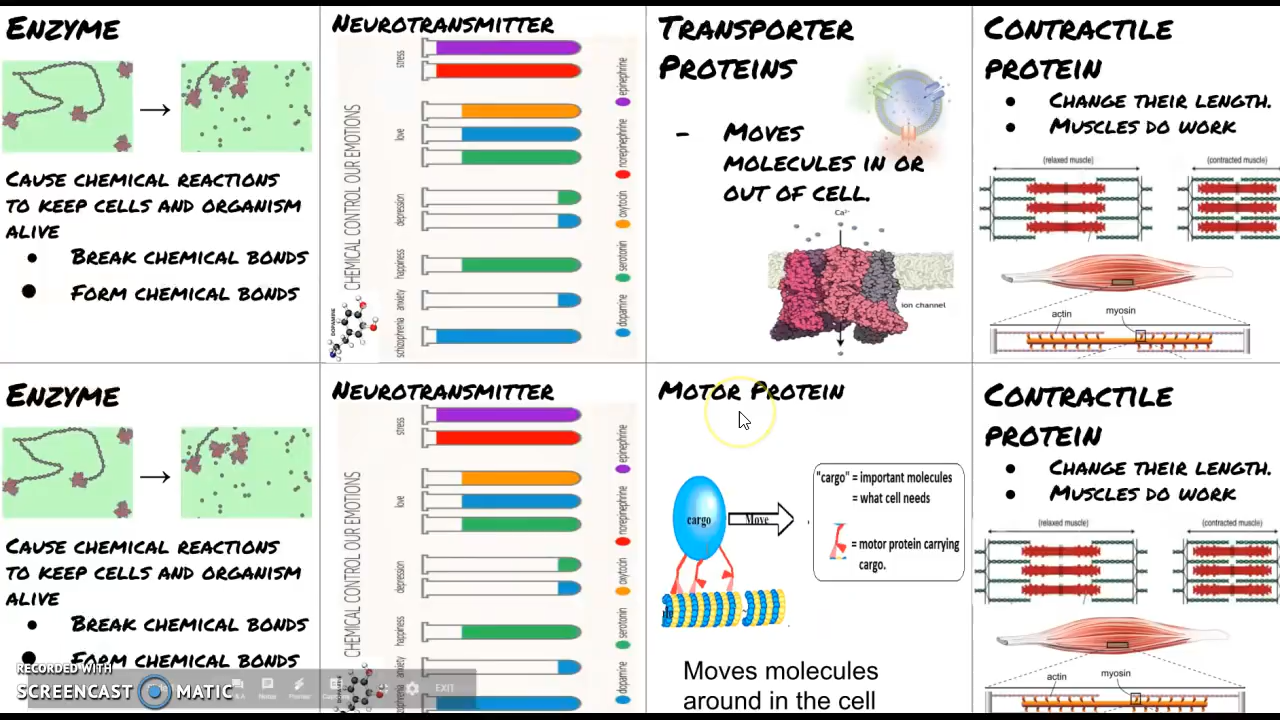 ENZYME
CAUSE CHEMICAL REACTIONS
TO KEEP CELLS AND ORGANISM
ALIVE
● BREAK CHEMICAL BONDS
● FORM CHEMICAL BONDS
NEUROTRANSMITTER
CHEMICAL CONTROL OUR EMOTIONS
stress
love
depression
happiness
anxiety
schizophrenia
epinephrine
norepinephrine
oxytocin
serotonin
dopamine
DOPAMINE
TRANSPORTER
PROTEINS
- MOVES
MOLECULES IN OR
OUT OF CELL.
Ca²⁺
ion channel
CONTRACTILE
PROTEIN
● CHANGE THEIR LENGTH.
● MUSCLES DO WORK
(relaxed muscle)
(contracted muscle)
actin
myosin
ENZYME
CAUSE CHEMICAL REACTIONS
TO KEEP CELLS AND ORGANISM
ALIVE
● BREAK CHEMICAL BONDS
● FORM CHEMICAL BONDS
NEUROTRANSMITTER
CHEMICAL CONTROL OUR EMOTIONS
stress
love
depression
happiness
anxiety
epinephrine
norepinephrine
oxytocin
serotonin
dopamine
MOTOR PROTEIN
cargo
Move
"cargo" = important molecules
= what cell needs
= motor protein carrying
cargo.
Moves molecules
around in the cell
CONTRACTILE
PROTEIN
● CHANGE THEIR LENGTH.
● MUSCLES DO WORK
(relaxed muscle)
(contracted muscle)
actin
myosin
RECORDED WITH
SCREENCAST MATIC
Notes
Pointer
EXIT